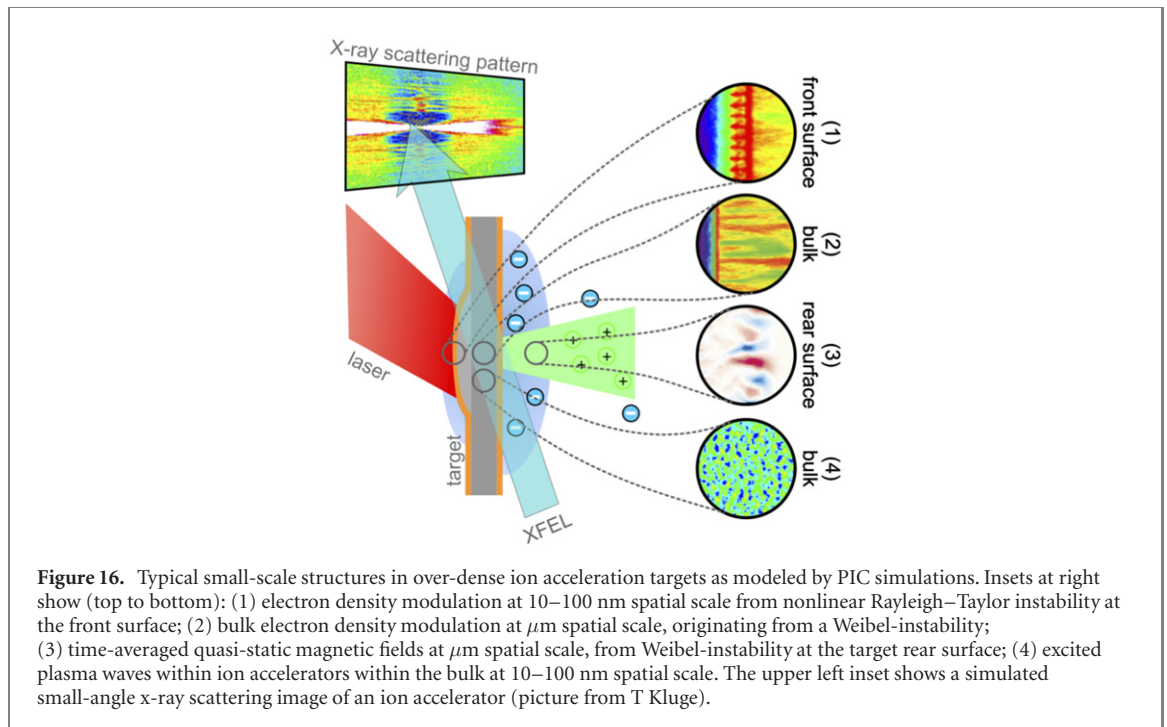 X-ray scattering pattern
(1)
front surface
(2)
bulk
(3)
rear surface
(4)
bulk
laser
target
XFEL
Figure 16. Typical small-scale structures in over-dense ion acceleration targets as modeled by PIC simulations. Insets at right
show (top to bottom): (1) electron density modulation at 10–100 nm spatial scale from nonlinear Rayleigh–Taylor instability at
the front surface; (2) bulk electron density modulation at μm spatial scale, originating from a Weibel-instability;
(3) time-averaged quasi-static magnetic fields at μm spatial scale, from Weibel-instability at the target rear surface; (4) excited
plasma waves within ion accelerators within the bulk at 10–100 nm spatial scale. The upper left inset shows a simulated
small-angle x-ray scattering image of an ion accelerator (picture from T Kluge).